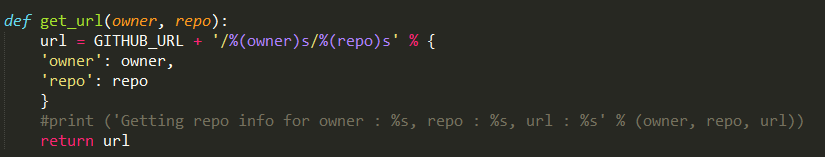 def get_url(owner, repo):
    url = GITHUB_URL + '/%(owner)s/%(repo)s' % {
    'owner': owner,
    'repo': repo
    }
    #print ('Getting repo info for owner : %s, repo : %s, url : %s' % (owner, repo, url))
    return url